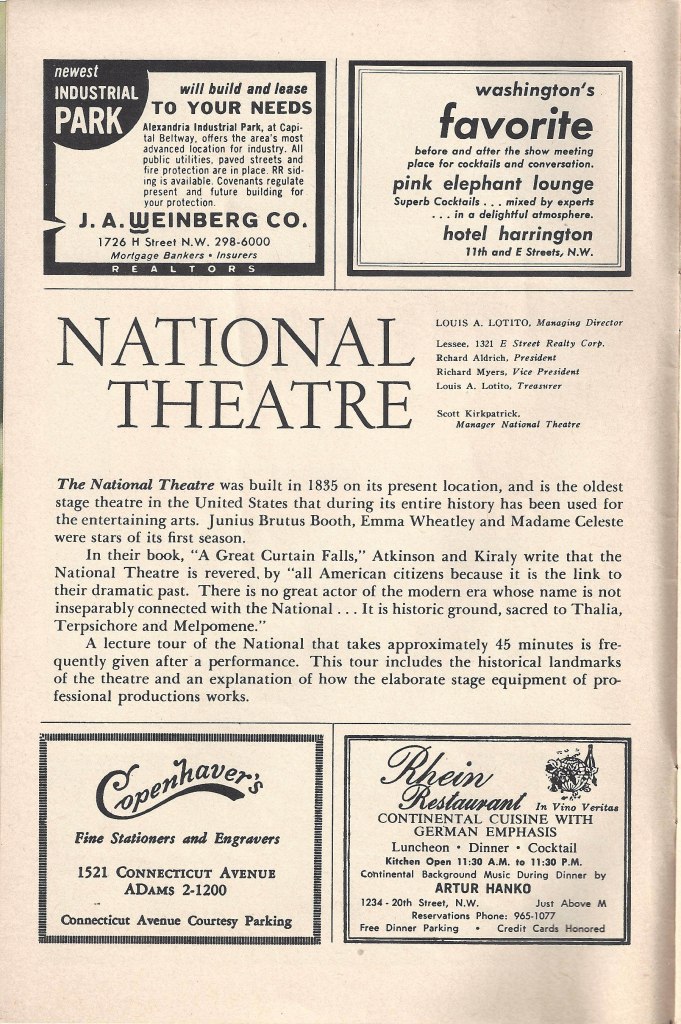 newest
INDUSTRIAL
PARK
will build and lease
TO YOUR NEEDS
Alexandria Industrial Park, at Capi-
tal Beltway, offers the area's most
advanced location for industry. All
public utilities, paved streets and
fire protection are in place. RR sid-
ing is available. Covenants regulate
present and future building for
your protection.
J. A. WEINBERG CO.
1726 H Street N.W. 298-6000
Mortgage Bankers • Insurers
REALTORS
washington's
favorite
before and after the show meeting
place for cocktails and conversation.
pink elephant lounge
Superb Cocktails . . . mixed by experts
. . . in a delightful atmosphere.
hotel harrington
11th and E Streets, N.W.
NATIONAL
THEATRE
LOUIS A. LOTITO, Managing Director
Lessee, 1321 E Street Realty Corp.
Rchard Aldrich, President
Richard Myers, Vice President
Louis A. Lotito, Treasurer
Scott Kirkpatrick,
Manager National Theatre
The National Theatre was built in 1835 on its present location, and is the oldest
stage theatre in the United States that during its entire history has been used for
the entertaining arts. Junius Brutus Booth, Emma Wheatley and Madame Celeste
were stars of its first season.
In their book, "A Great Curtain Falls," Atkinson and Kiraly write that the
National Theatre is revered, by "all American citizens because it is the link to
their dramatic past. There is no great actor of the modern era whose name is not
inseparably connected with the National . . . It is historic ground, sacred to Thalia,
Terpsichore and Melpomene."
A lecture tour of the National that takes approximately 45 minutes is fre-
quently given after a performance. This tour includes the historical landmarks
of the theatre and an explanation of how the elaborate stage equipment of pro-
fessional productions works.
Copenhaver's
Fine Stationers and Engravers
1521 CONNECTICUT AVENUE
ADAMS 2-1200
Connecticut Avenue Courtesy Parking
Rhein
Restaurant In Vino Veritas
CONTINENTAL CUISINE WITH
GERMAN EMPHASIS
Luncheon • Dinner • Cocktail
Kitchen Open 11:30 A.M. to 11:30 P.M.
Continental Background Music During Dinner by
ARTUR HANKO
1234 - 20th Street, N.W. Just Above M
Reservations Phone: 965-1077
Free Dinner Parking • Credit Cards Honored